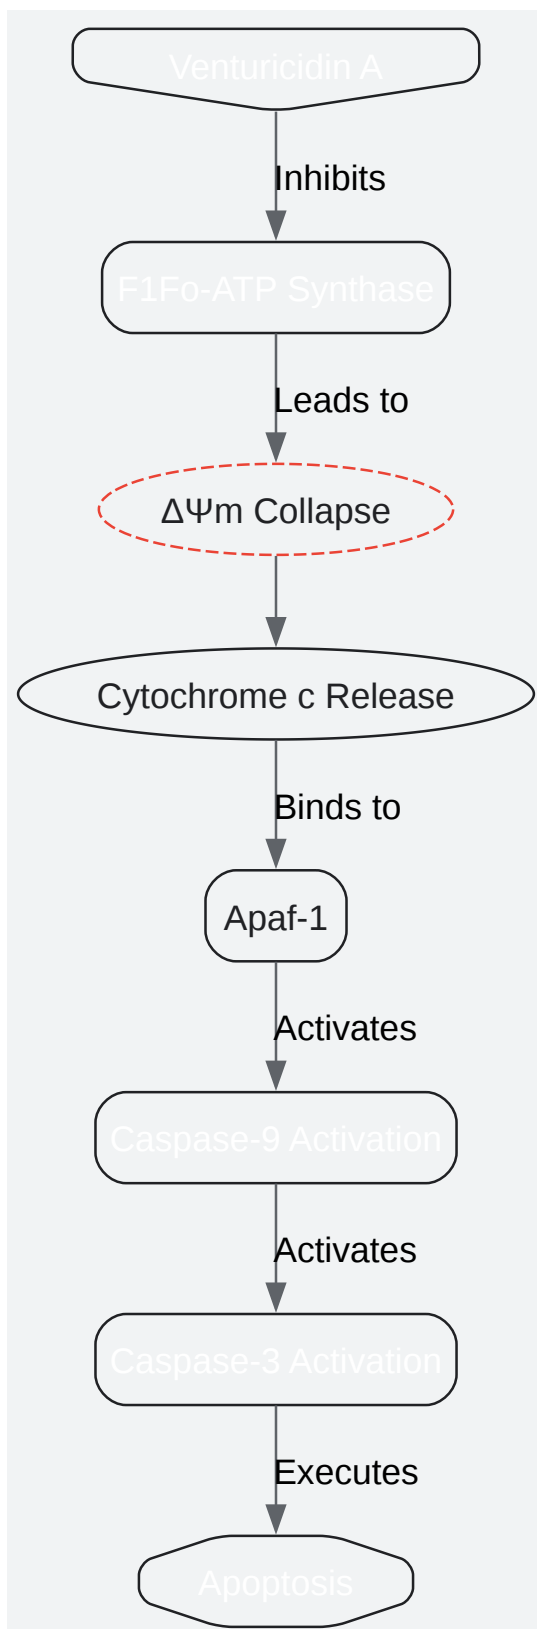 Venturicidin A
Inhibits
F1Fo-ATP Synthase
Leads to
ΔΨm Collapse
Cytochrome c Release
Binds to
Apaf-1
Activates
Caspase-9 Activation
Activates
Caspase-3 Activation
Executes
Apoptosis